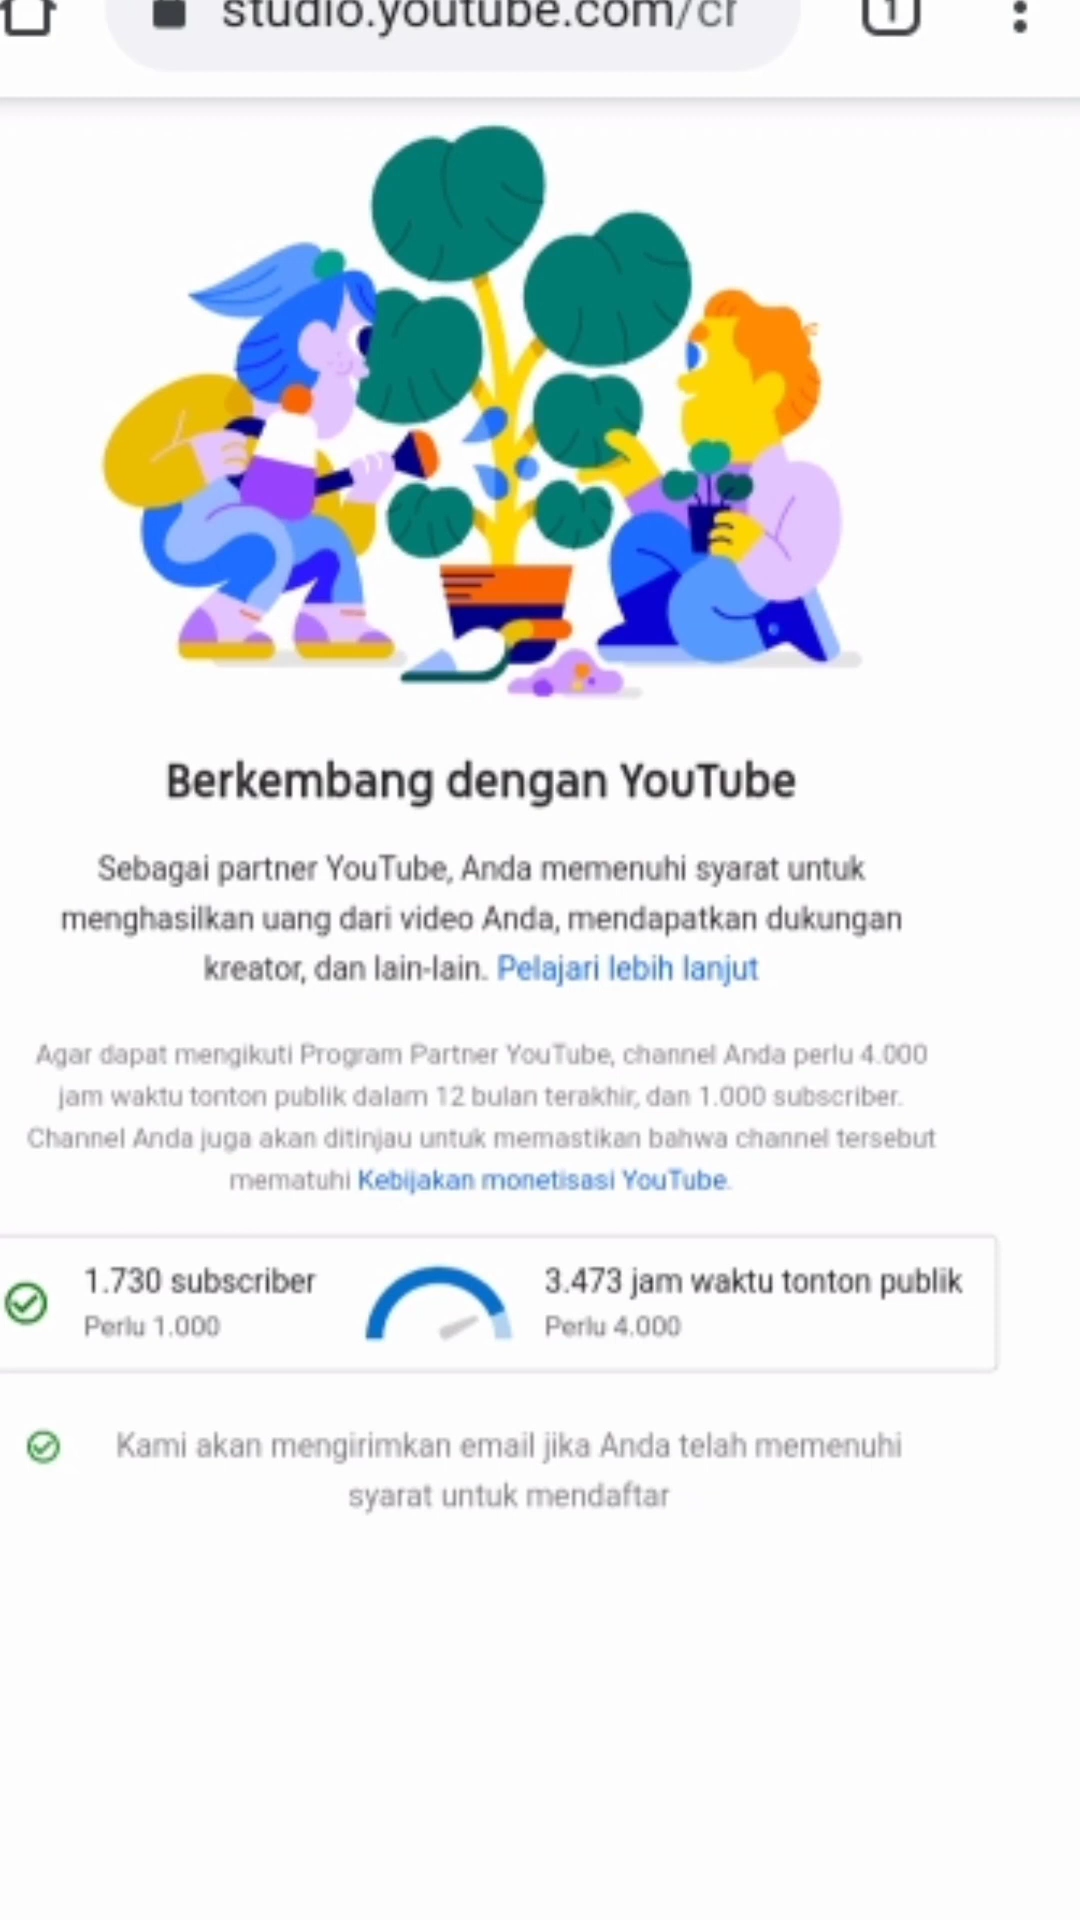 studio.youtube.com/cr
1
Berkembang dengan YouTube
Sebagai partner YouTube, Anda memenuhi syarat untuk
menghasilkan uang dari video Anda, mendapatkan dukungan
kreator, dan lain-lain. Pelajari lebih lanjut
Agar dapat mengikuti Program Partner YouTube, channel Anda perlu 4.000
jam waktu tonton publik dalam 12 bulan terakhir, dan 1.000 subscriber.
Channel Anda juga akan ditinjau untuk memastikan bahwa channel tersebut
mematuhi Kebijakan monetisasi YouTube.
1.730 subscriber
Perlu 1.000
3.473 jam waktu tonton publik
Perlu 4.000
Kami akan mengirimkan email jika Anda telah memenuhi
syarat untuk mendaftar